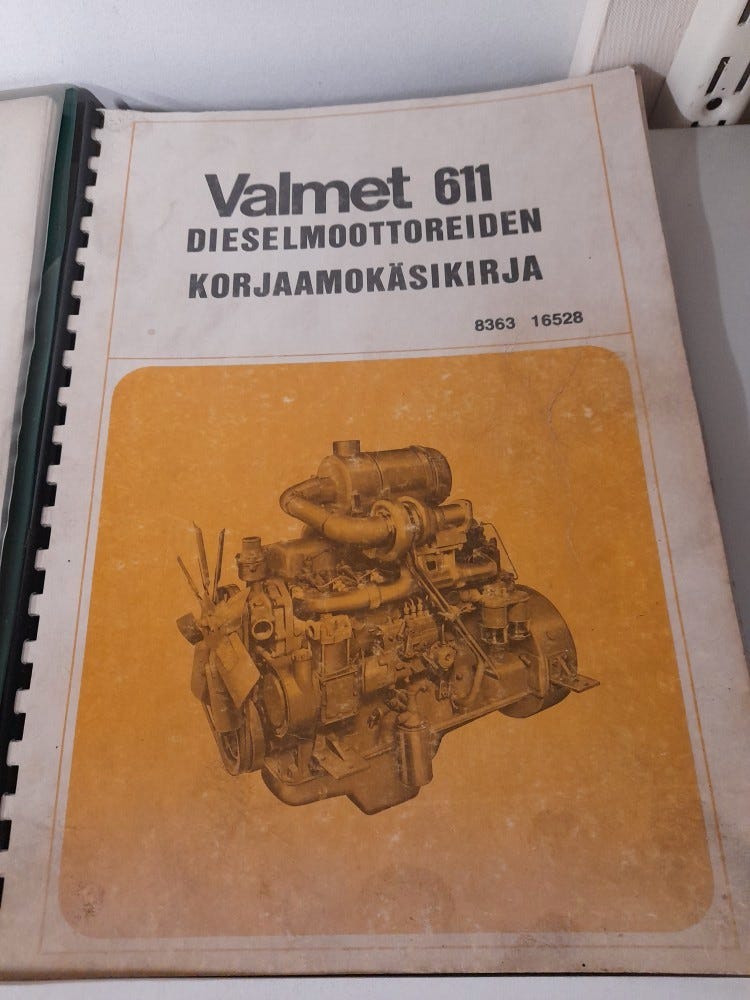 Valmet 611
DIESELMOOTTOREIDEN
KORJAAMOKÄSIKIRJA
8363 16528